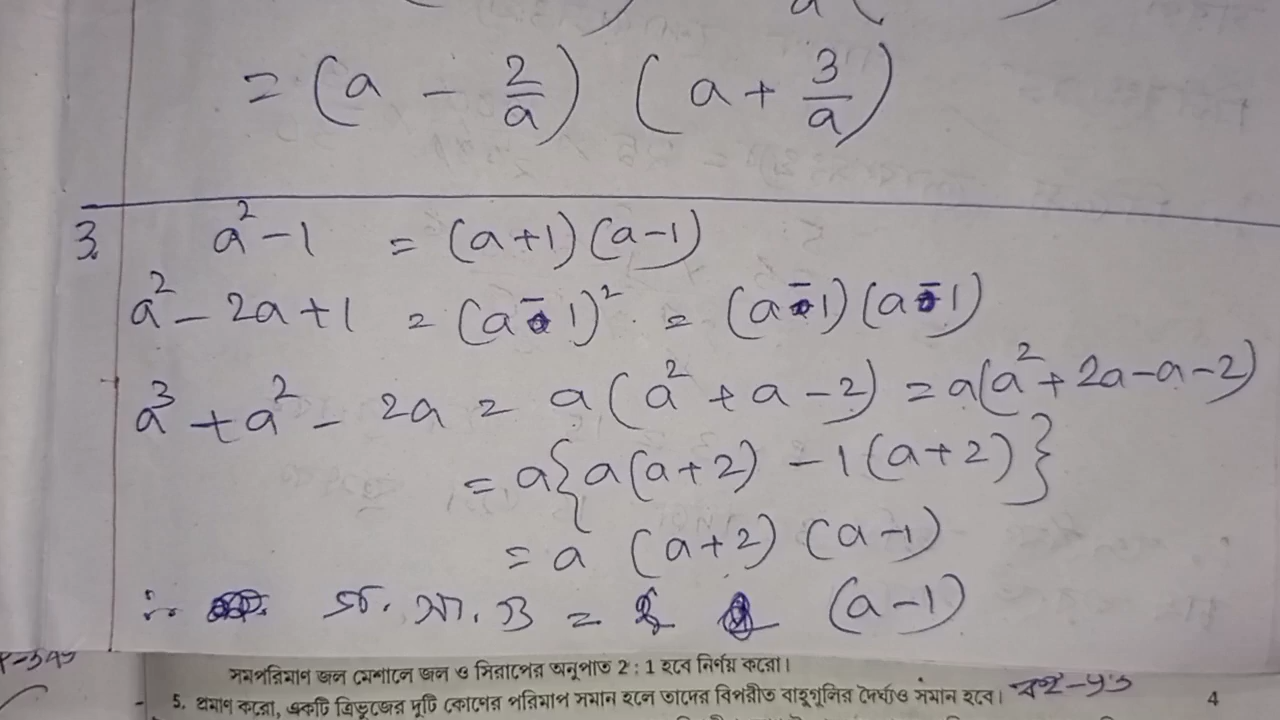 = (a - 2/a) (a + 3/a)
3. a² - 1 = (a+1) (a-1)
a² - 2a + 1 = (a-1)² = (a-1) (a-1)
a³ + a² - 2a = a(a² + a - 2) = a(a² + 2a - a - 2)
= a{a(a+2) - 1(a+2)}
= a (a+2) (a-1)
∴ গ. সা. গু = (a-1)
সমপরিমাণ জল মেশালে জল ও সিরাপের অনুপাত 2 : 1 হবে নির্ণয় করো।
5. প্রমাণ করো, একটি ত্রিভুজের দুটি কোণের পরিমাপ সমান হলে তাদের বিপরীত বাহুগুলির দৈর্ঘ্যও সমান হবে। 4